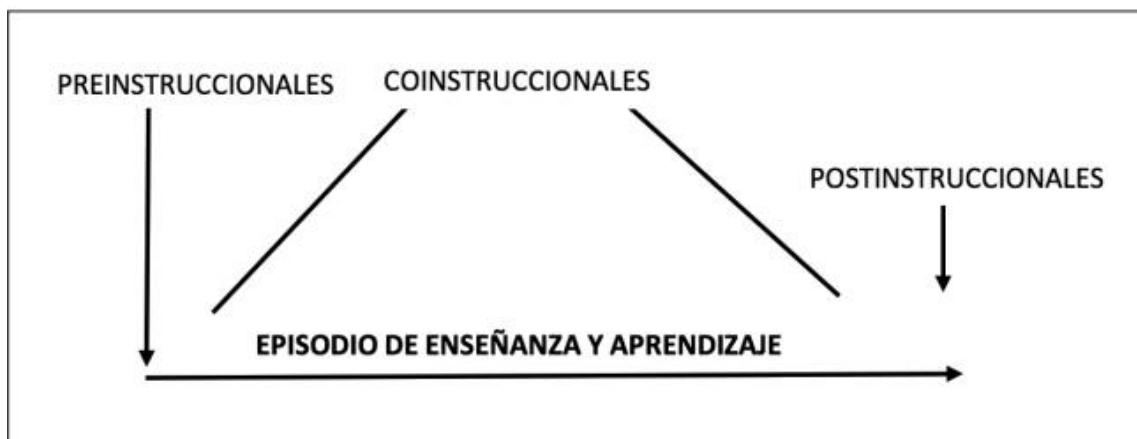 PREINSTRUCCIONALES
COINSTRUCCIONALES
POSTINSTRUCCIONALES
EPISODIO DE ENSEÑANZA Y APRENDIZAJE